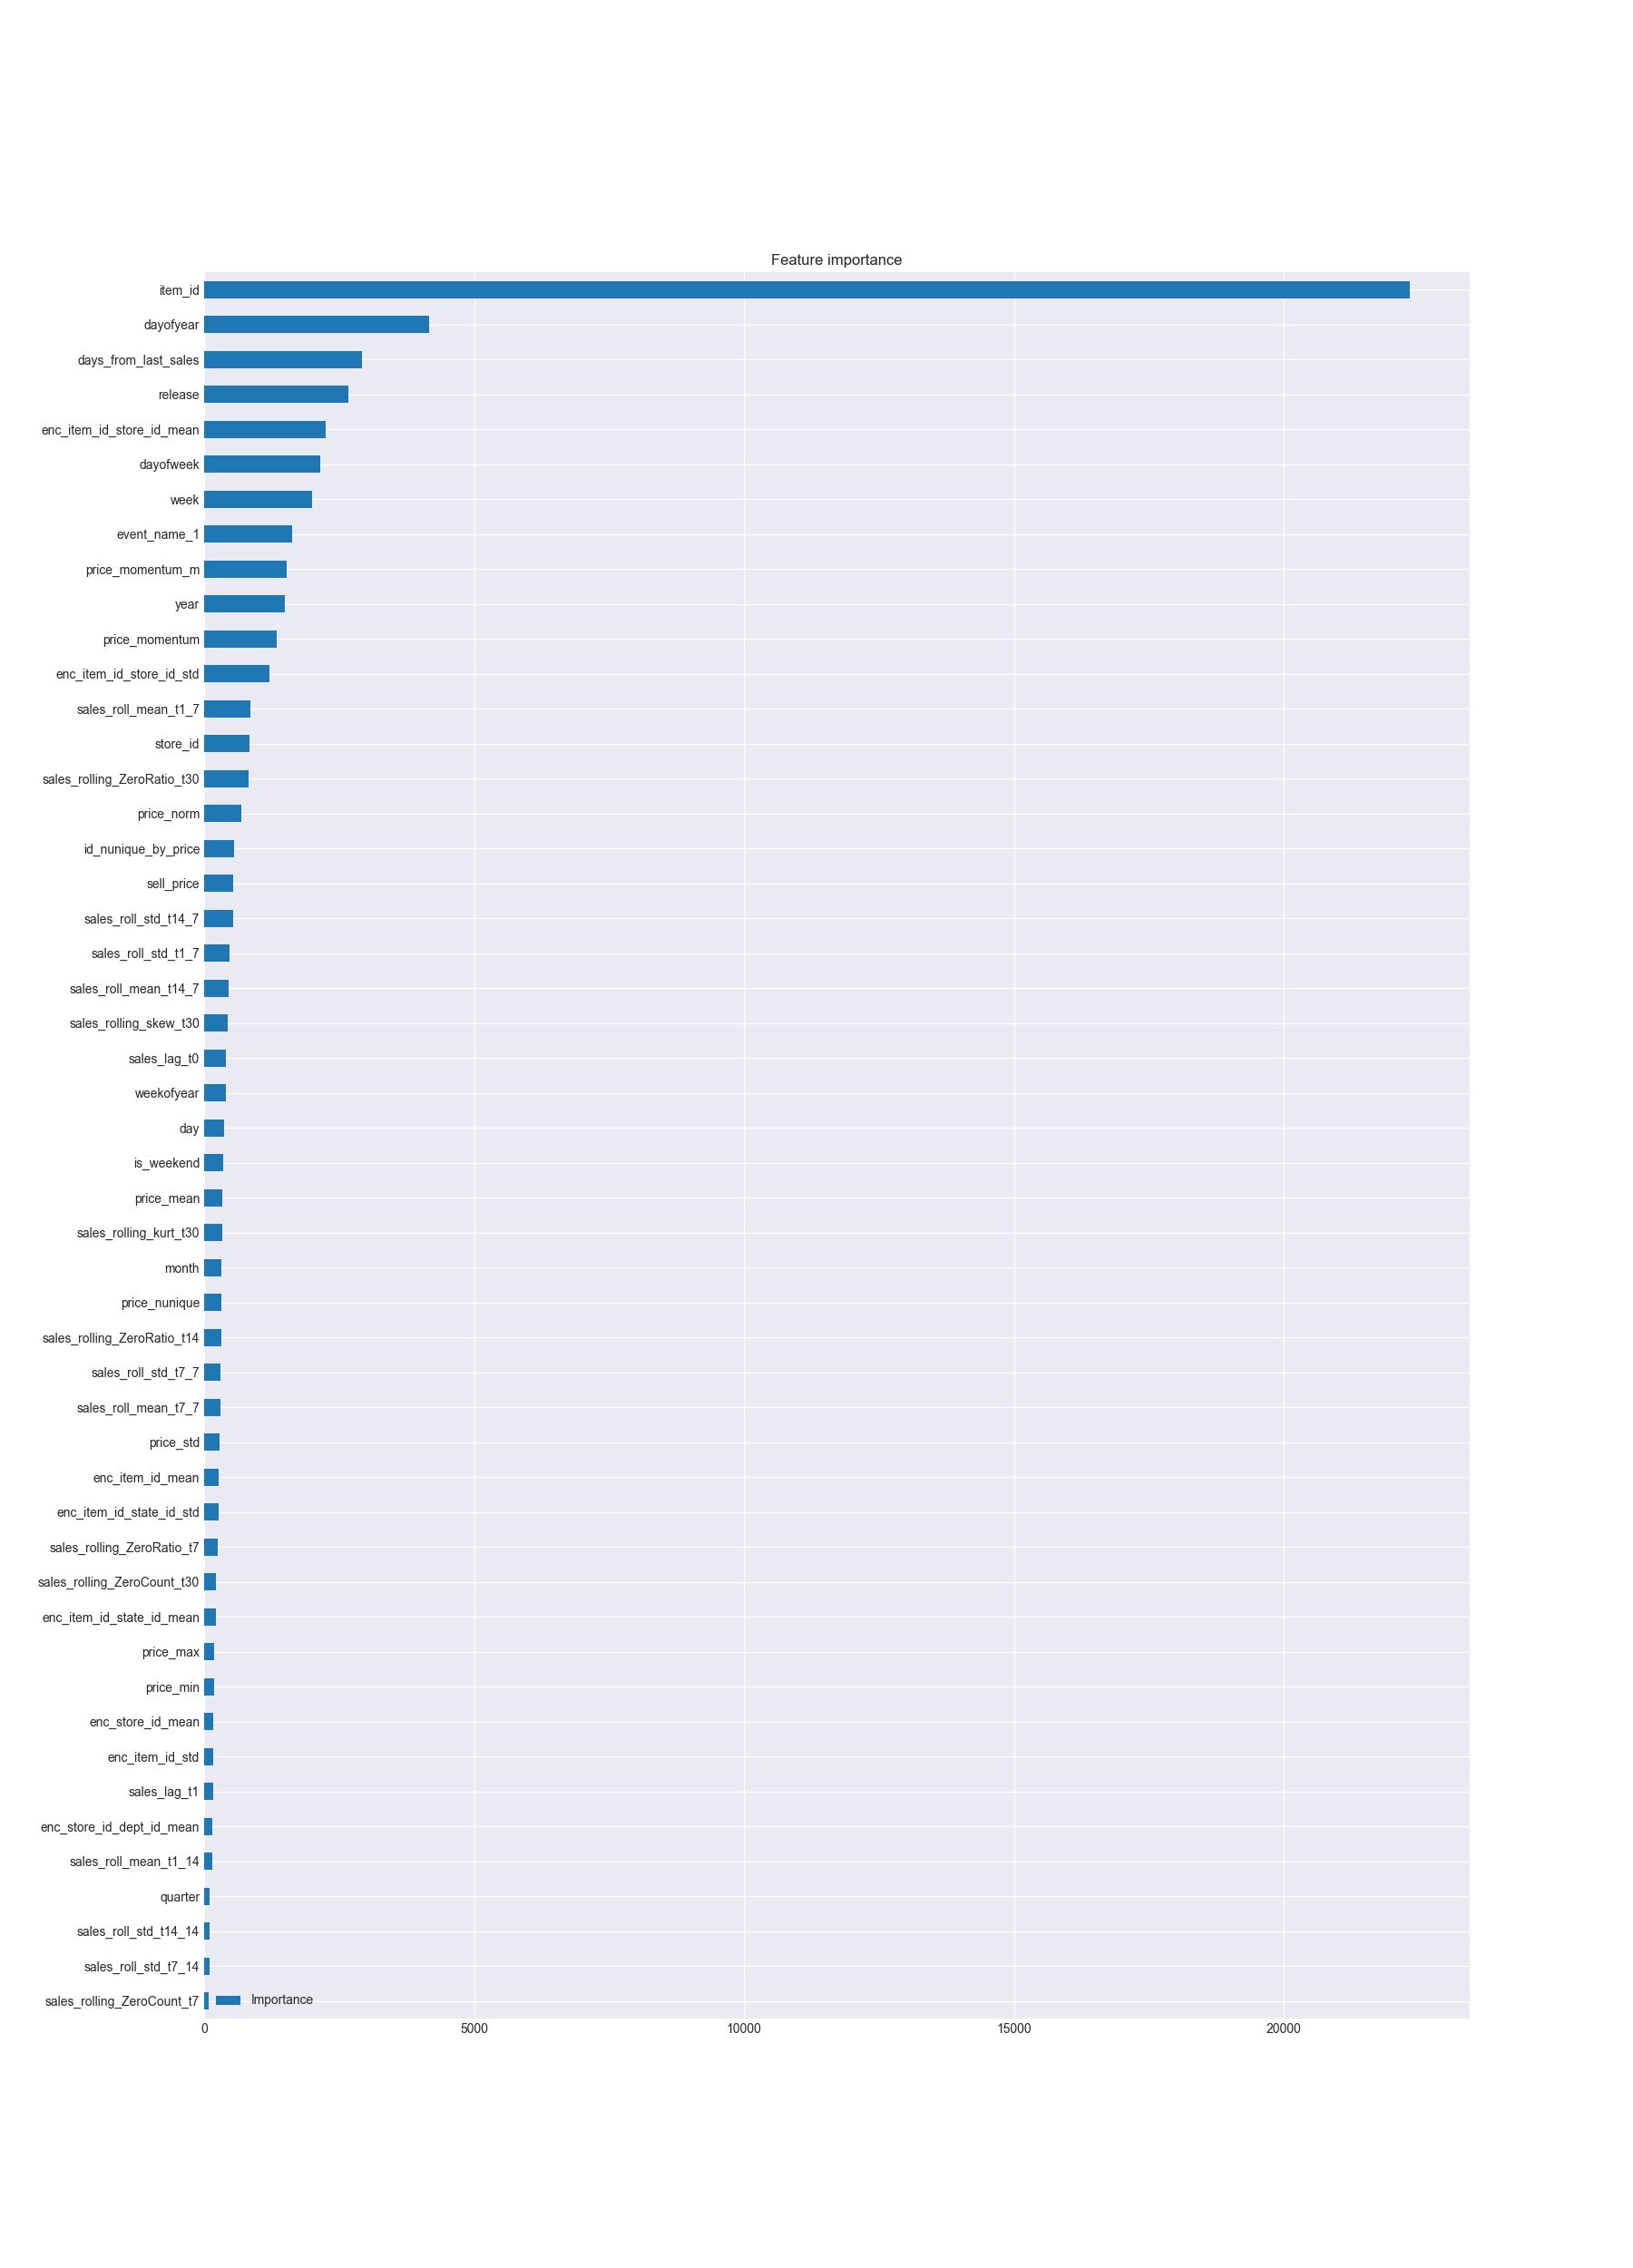 Feature importance
item_id
dayofyear
days_from_last_sales
release
enc_item_id_store_id_mean
dayofweek
week
event_name_1
price_momentum_m
year
price_momentum
enc_item_id_store_id_std
sales_roll_mean_t1_7
store_id
sales_rolling_ZeroRatio_t30
price_norm
id_nunique_by_price
sell_price
sales_roll_std_t14_7
sales_roll_std_t1_7
sales_roll_mean_t14_7
sales_rolling_skew_t30
sales_lag_t0
weekofyear
day
is_weekend
price_mean
sales_rolling_kurt_t30
month
price_nunique
sales_rolling_ZeroRatio_t14
sales_roll_std_t7_7
sales_roll_mean_t7_7
price_std
enc_item_id_mean
enc_item_id_state_id_std
sales_rolling_ZeroRatio_t7
sales_rolling_ZeroCount_t30
enc_item_id_state_id_mean
price_max
price_min
enc_store_id_mean
enc_item_id_std
sales_lag_t1
enc_store_id_dept_id_mean
sales_roll_mean_t1_14
quarter
sales_roll_std_t14_14
sales_roll_std_t7_14
sales_rolling_ZeroCount_t7 Importance
0 5000 10000 15000 20000